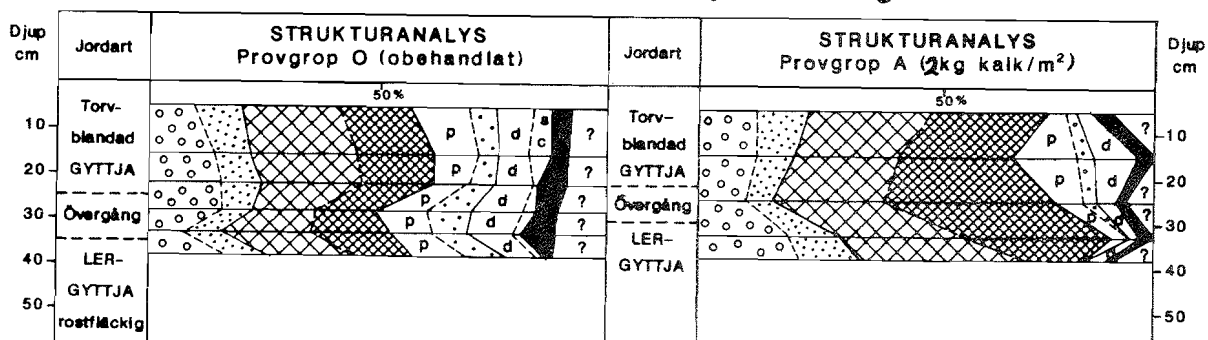 Djup
cm
Jordart
STRUKTURANALYS
Provgrop O (obehandlat)
Jordart
STRUKTURANALYS
Provgrop A (2kg kalk/m²)
Djup
cm
50%
50%
Torv-
blandad
GYTTJA
Övergång
LER-
GYTTJA
rostfläckig
10
20
30
40
50
p d a c ?
p d ?
p d ?
p d ?
p d ?
Torv-
blandad
GYTTJA
Övergång
LER-
GYTTJA
p d ?
p d ?
p d ?
?
10
20
30
40
50